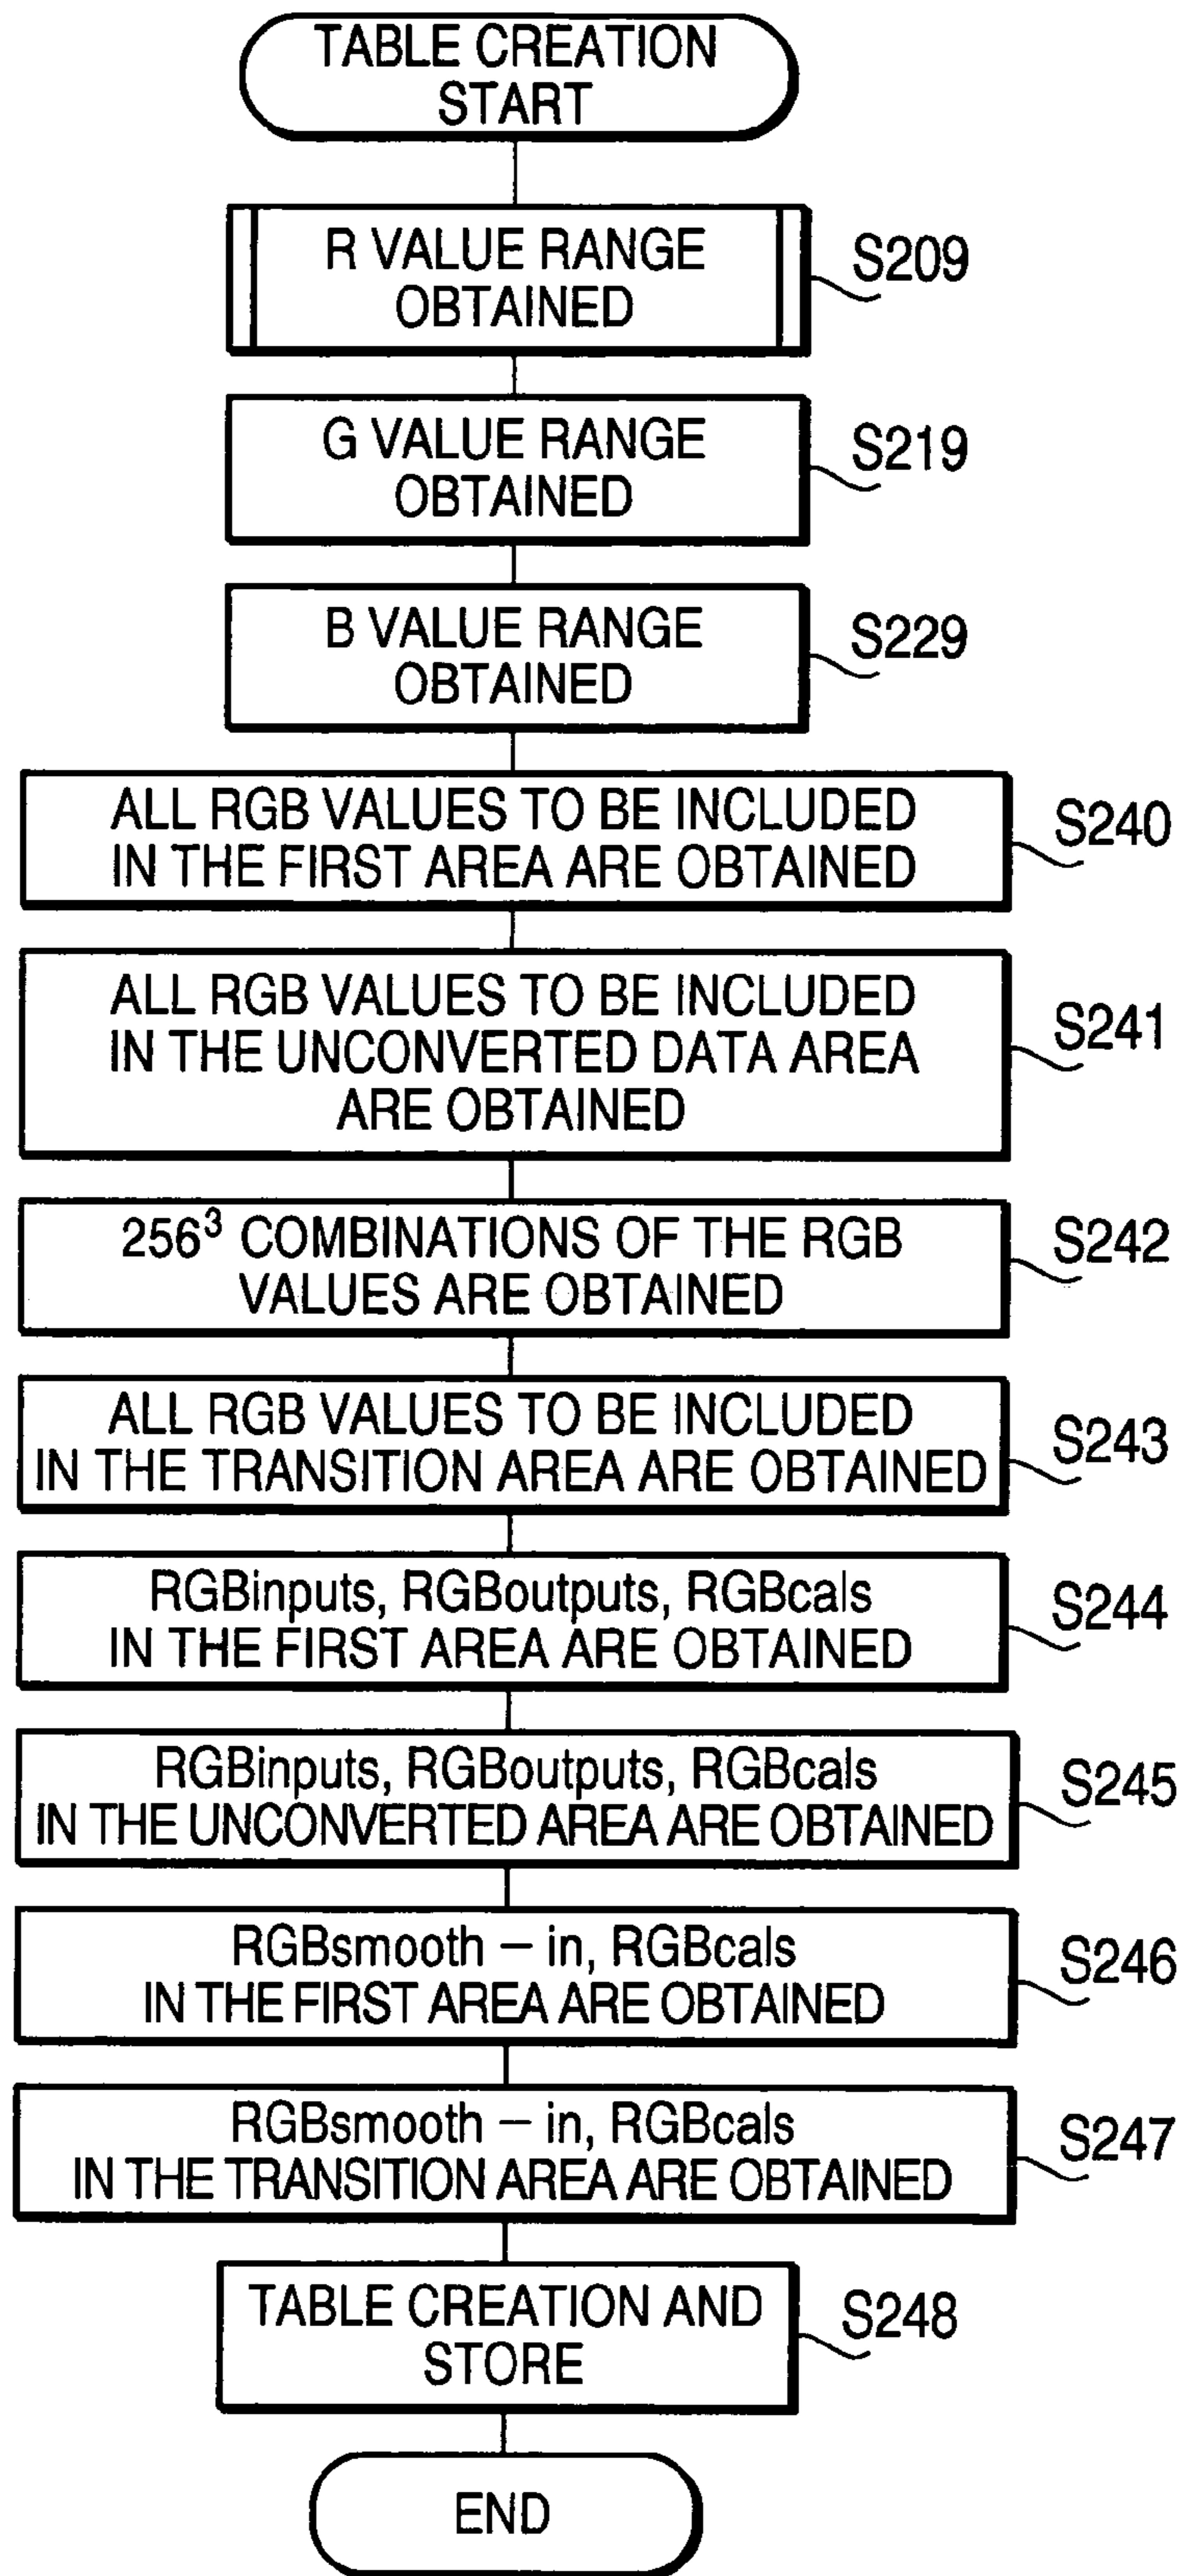 TABLE CREATION
START
R VALUE RANGE
OBTAINED
S209
G VALUE RANGE
OBTAINED
S219
B VALUE RANGE
OBTAINED
S229
ALL RGB VALUES TO BE INCLUDED
IN THE FIRST AREA ARE OBTAINED
S240
ALL RGB VALUES TO BE INCLUDED
IN THE UNCONVERTED DATA AREA
ARE OBTAINED
S241
256³ COMBINATIONS OF THE RGB
VALUES ARE OBTAINED
S242
ALL RGB VALUES TO BE INCLUDED
IN THE TRANSITION AREA ARE OBTAINED
S243
RGBinputs, RGBoutputs, RGBcals
IN THE FIRST AREA ARE OBTAINED
S244
RGBinputs, RGBoutputs, RGBcals
IN THE UNCONVERTED AREA ARE OBTAINED
S245
RGBsmooth – in, RGBcals
IN THE FIRST AREA ARE OBTAINED
S246
RGBsmooth – in, RGBcals
IN THE TRANSITION AREA ARE OBTAINED
S247
TABLE CREATION AND
STORE
S248
END